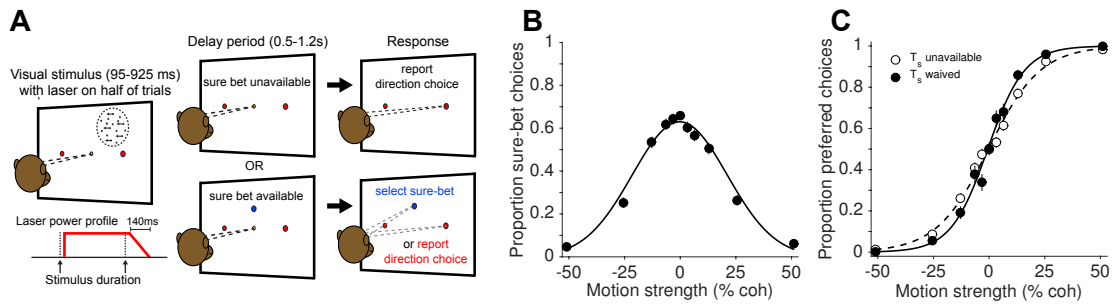 A
Visual stimulus (95-925 ms)
with laser on half of trials
Laser power profile
140ms
Stimulus duration
Delay period (0.5-1.2s)
sure bet unavailable
OR
sure bet available
Response
report
direction choice
select sure-bet
or report
direction choice
B
Proportion sure-bet choices
1
0.8
0.6
0.4
0.2
0
-50
-25
0
25
50
Motion strength (% coh)
C
Proportion preferred choices
1
0.8
0.6
0.4
0.2
0
Ts unavailable
Ts waived
-50
-25
0
25
50
Motion strength (% coh)